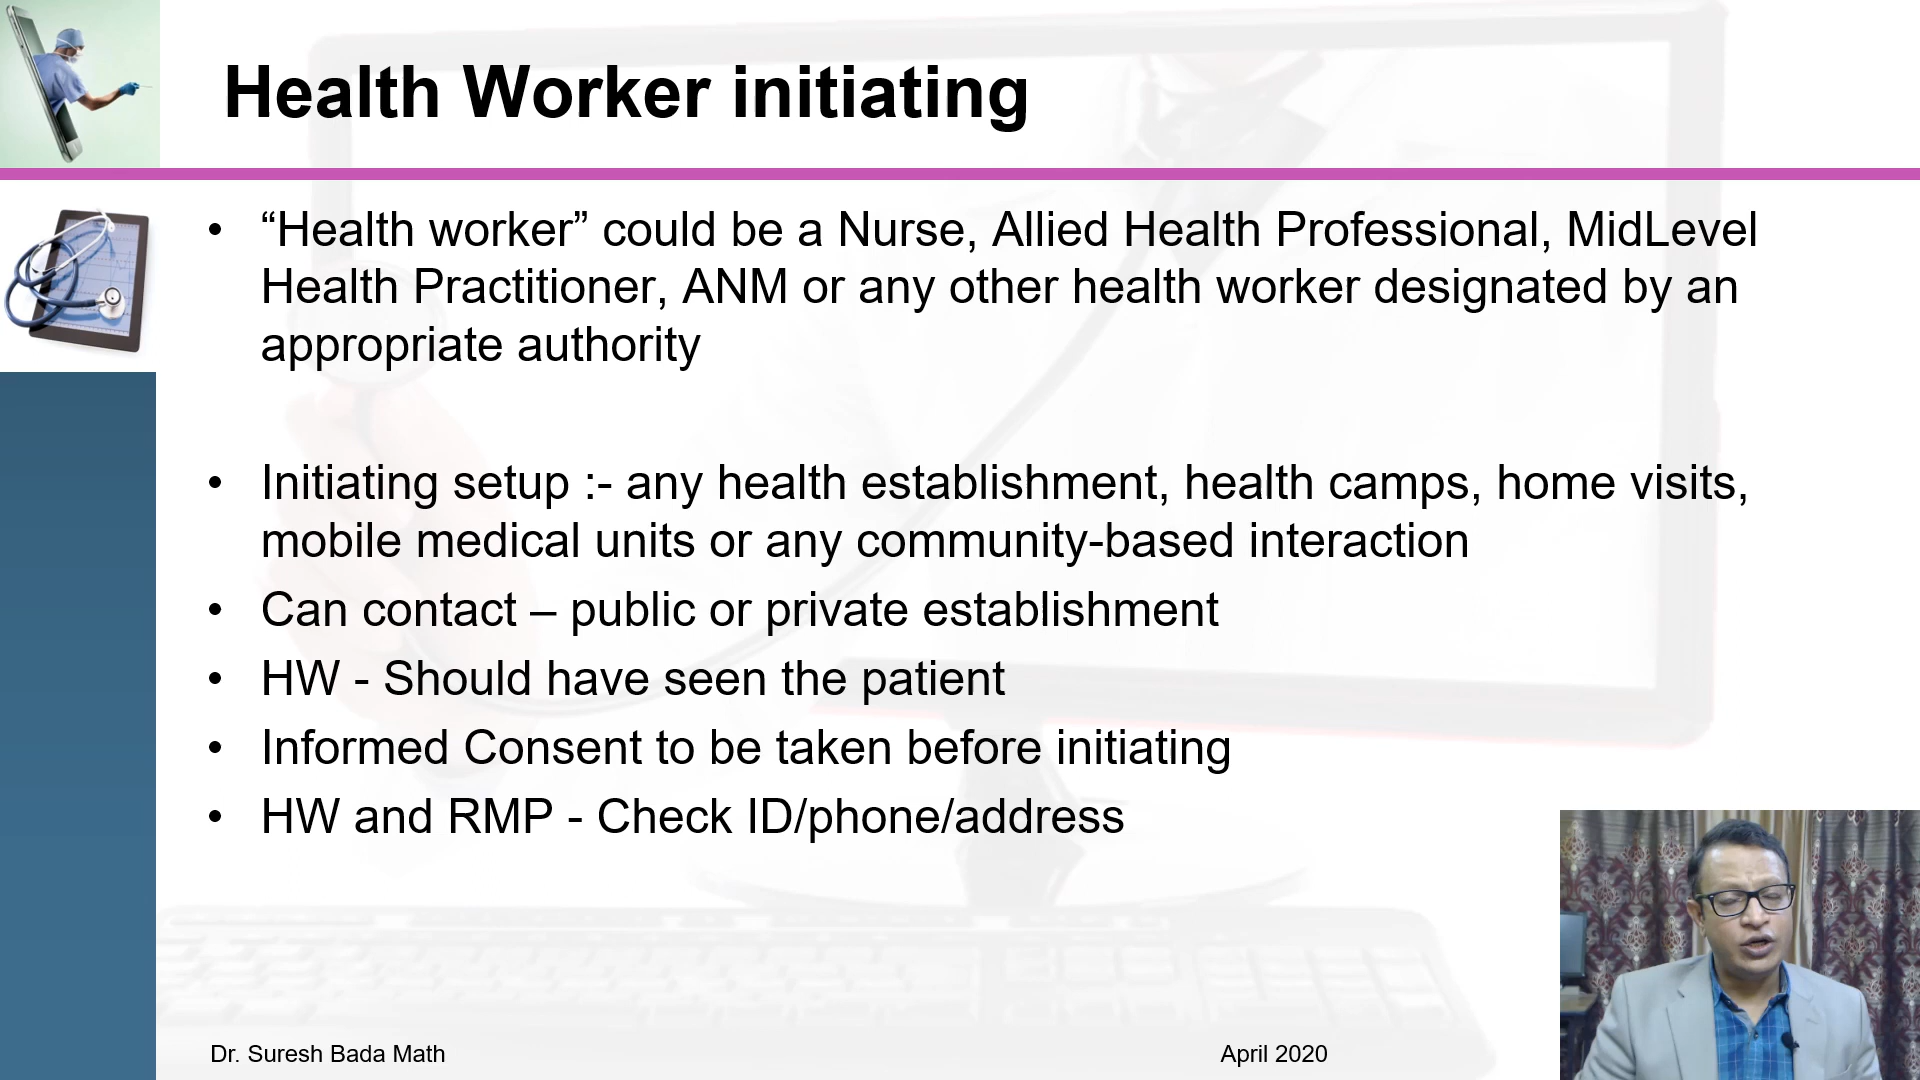 Health Worker initiating
• “Health worker” could be a Nurse, Allied Health Professional, MidLevel
Health Practitioner, ANM or any other health worker designated by an
appropriate authority
• Initiating setup :- any health establishment, health camps, home visits,
mobile medical units or any community-based interaction
• Can contact – public or private establishment
• HW - Should have seen the patient
• Informed Consent to be taken before initiating
• HW and RMP - Check ID/phone/address
Dr. Suresh Bada Math
April 2020